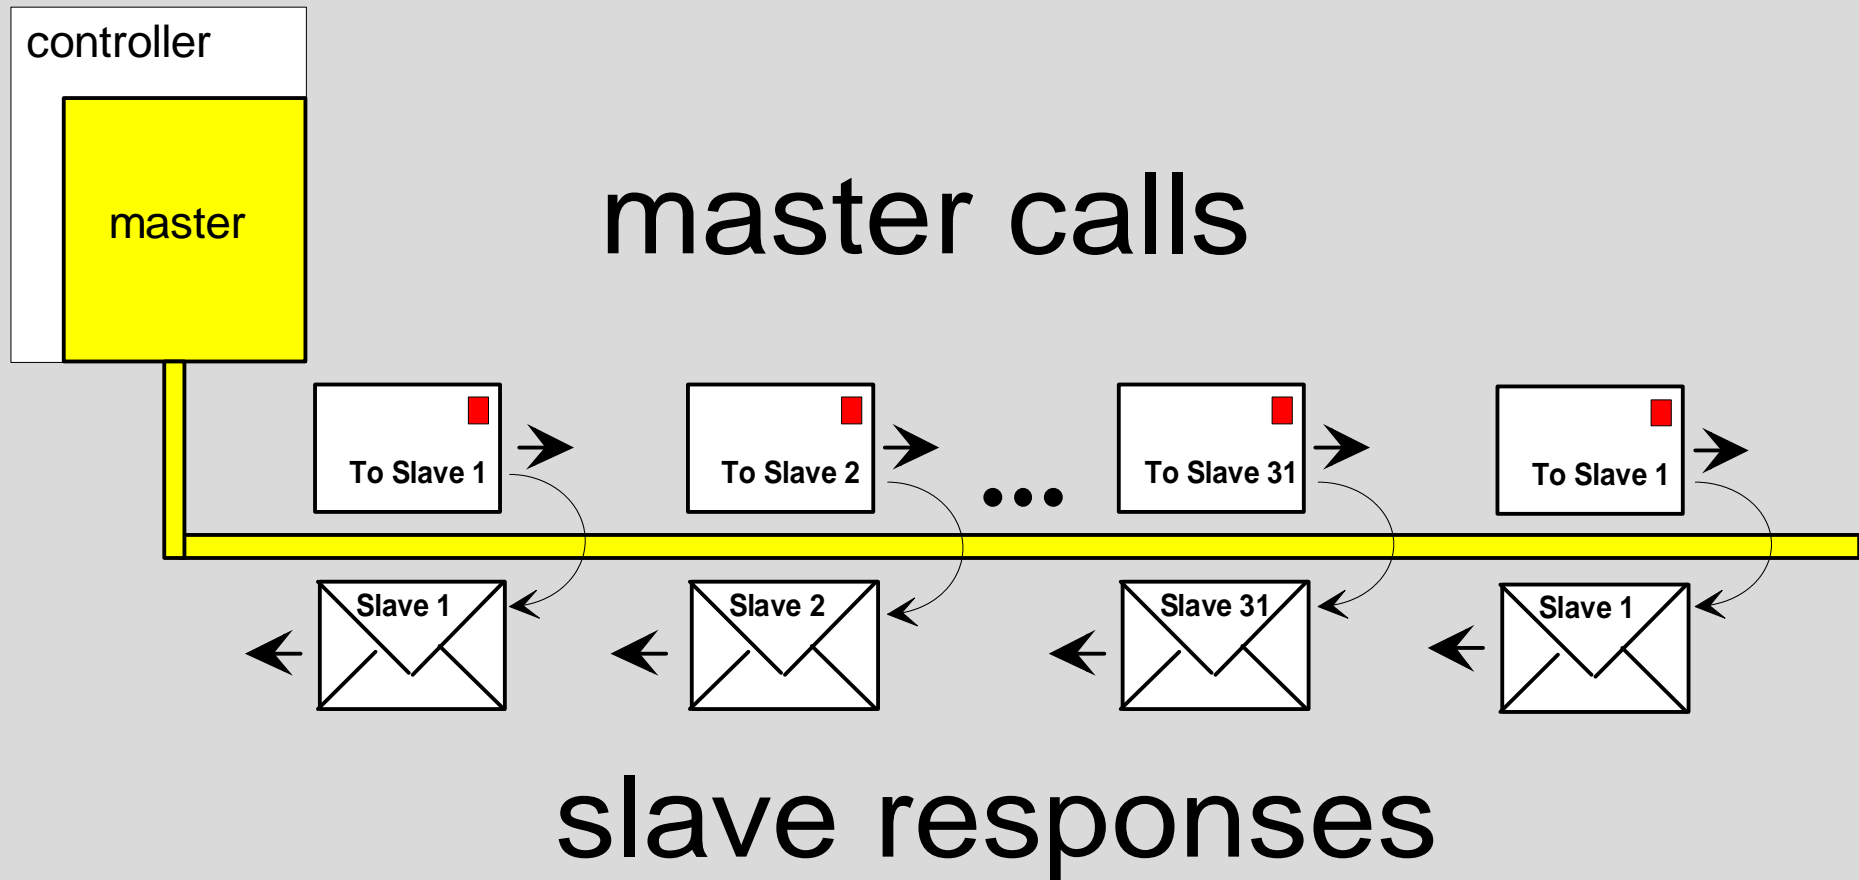 controller
master
master calls
To Slave 1
To Slave 2
To Slave 31
To Slave 1
Slave 1
Slave 2
Slave 31
Slave 1
slave responses